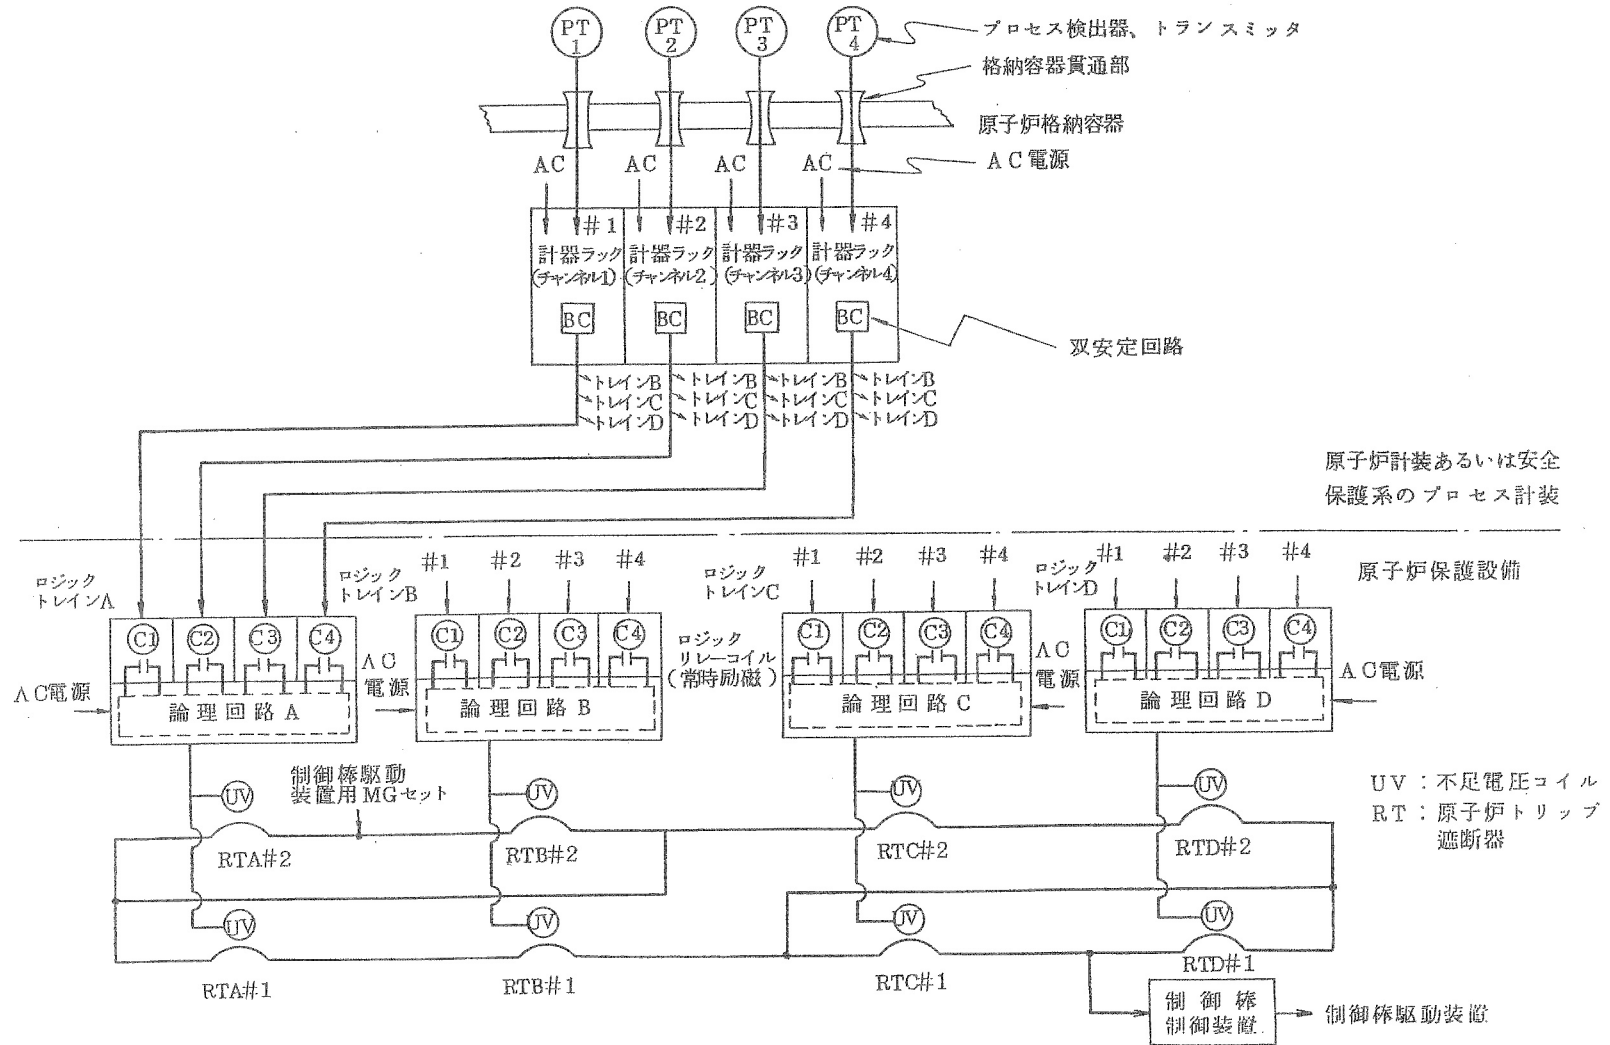 PT 1
PT 2
PT 3
PT 4
プロセス検出器、トランスミッタ
格納容器貫通部
原子炉格納容器
AC
AC
AC
AC
AC電源
#1
#2
#3
#4
計器ラック
(チャンネル1)
計器ラック
(チャンネル2)
計器ラック
(チャンネル3)
計器ラック
(チャンネル4)
BC
BC
BC
BC
双安定回路
トレインB
トレインC
トレインD
トレインB
トレインC
トレインD
トレインB
トレインC
トレインD
トレインB
トレインC
トレインD
原子炉計装あるいは安全
保護系のプロセス計装
原子炉保護設備
ロジック
トレインA
ロジック
トレインB
#1
#2
#3
#4
ロジック
トレインC
#1
#2
#3
#4
ロジック
トレインD
#1
#2
#3
#4
C1
C2
C3
C4
C1
C2
C3
C4
C1
C2
C3
C4
C1
C2
C3
C4
AC電源
論理回路A
AC
電源
論理回路B
ロジック
リレーコイル
(常時励磁)
論理回路C
AC
電源
論理回路D
AC電源
制御棒駆動
装置用MGセット
UV
UV
UV
UV
RTA#2
RTB#2
RTC#2
RTD#2
UV:不足電圧コイル
RT:原子炉トリップ
遮断器
UV
UV
UV
UV
RTA#1
RTB#1
RTC#1
RTD#1
制御棒
制御装置
制御棒駆動装置